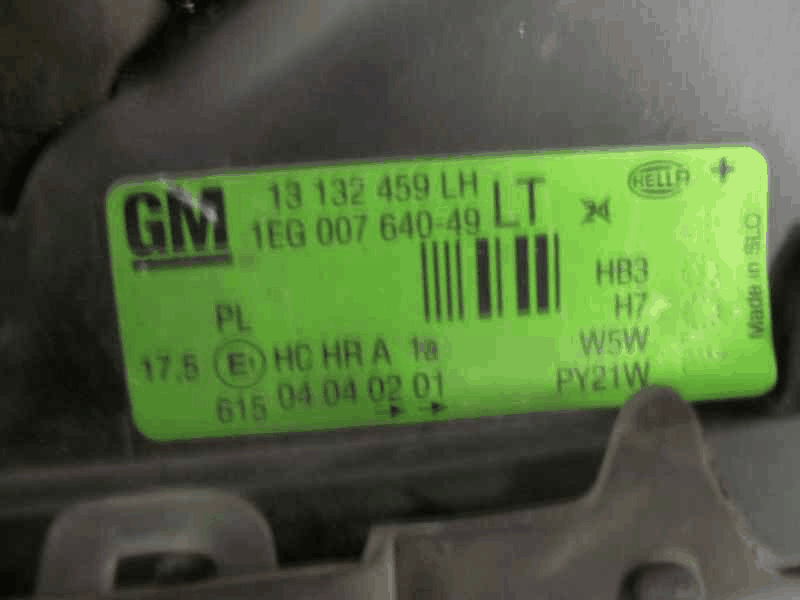 GM
13 132 459 LH
1EG 007 640-49 LT
HELLA
HB3
H7
W5W
PY21W
Made in SLO
PL
17.5 E1 HC HR A 1a
615 04 04 02 01